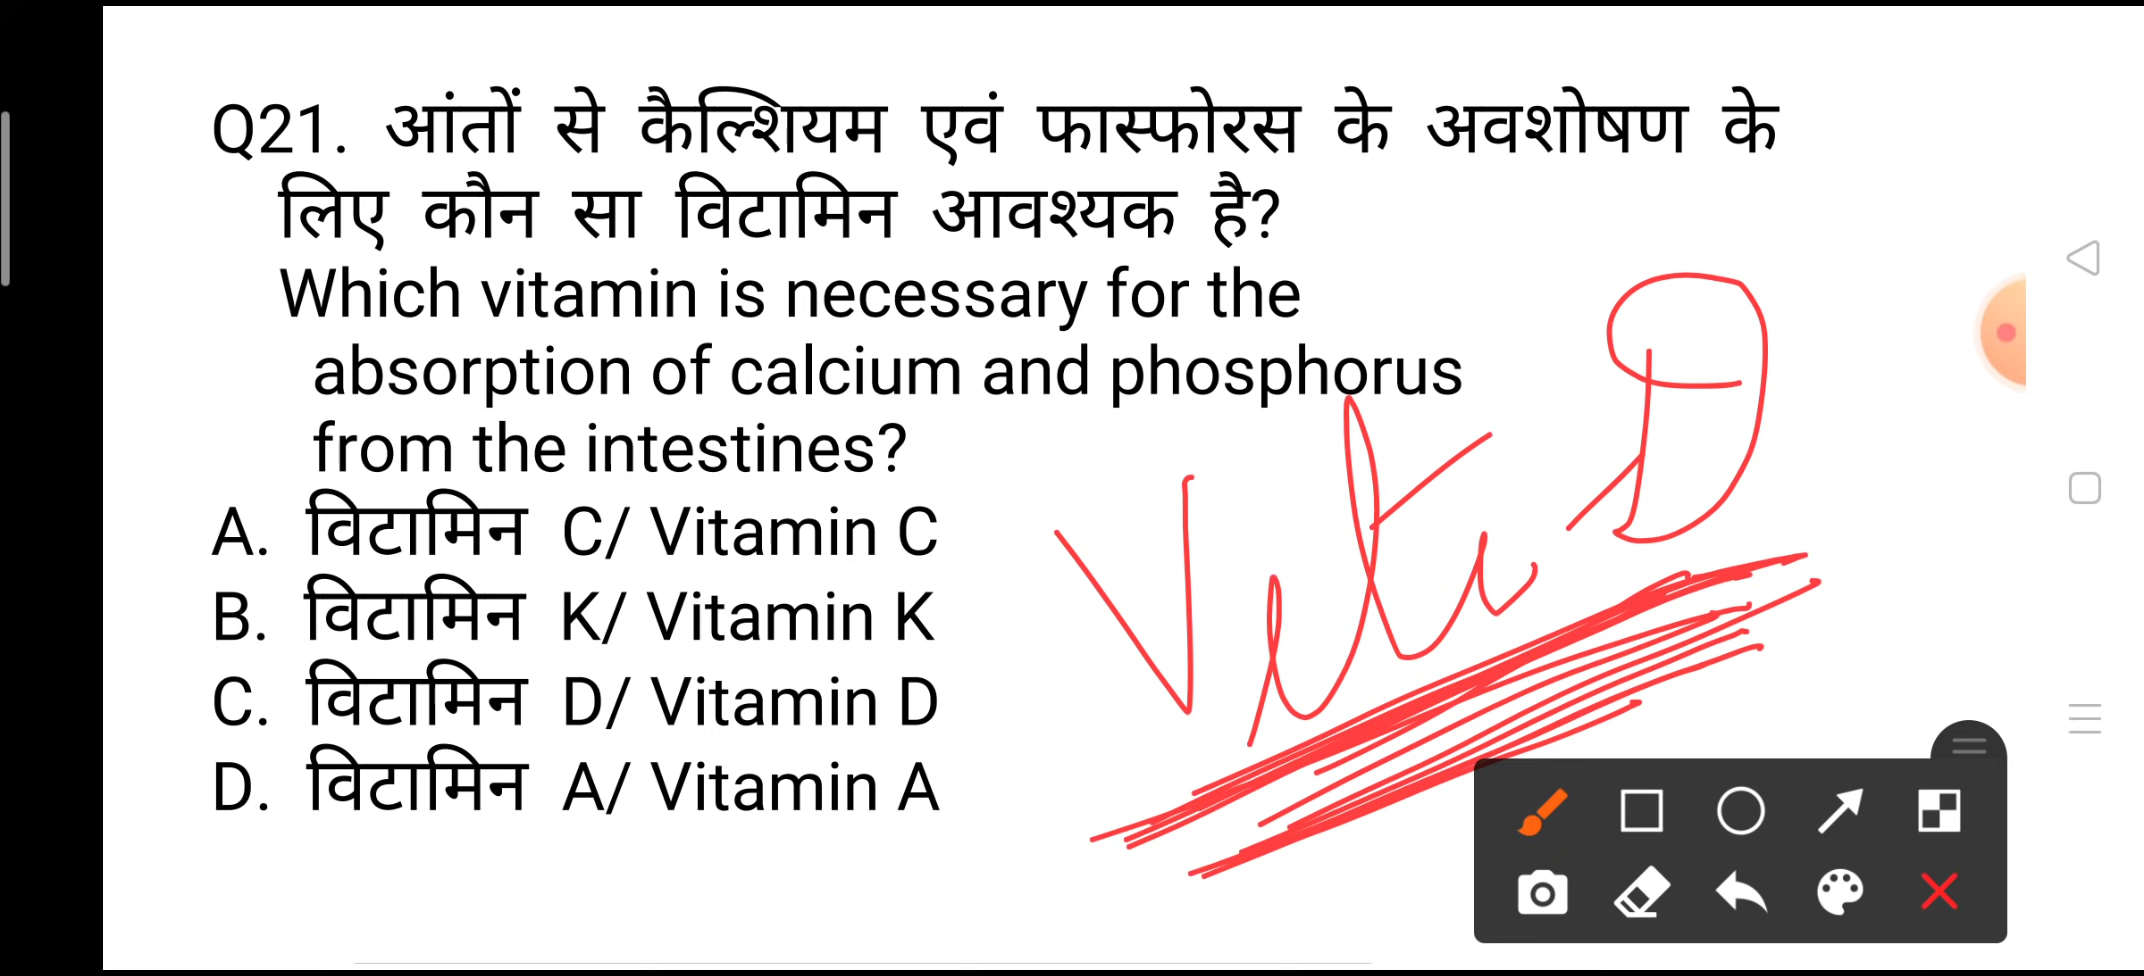 Q21. आंतों से कैल्शियम एवं फास्फोरस के अवशोषण के
लिए कौन सा विटामिन आवश्यक है?
Which vitamin is necessary for the
absorption of calcium and phosphorus
from the intestines?
A. विटामिन C/ Vitamin C
B. विटामिन K/ Vitamin K
C. विटामिन D/ Vitamin D
D. विटामिन A/ Vitamin A
D